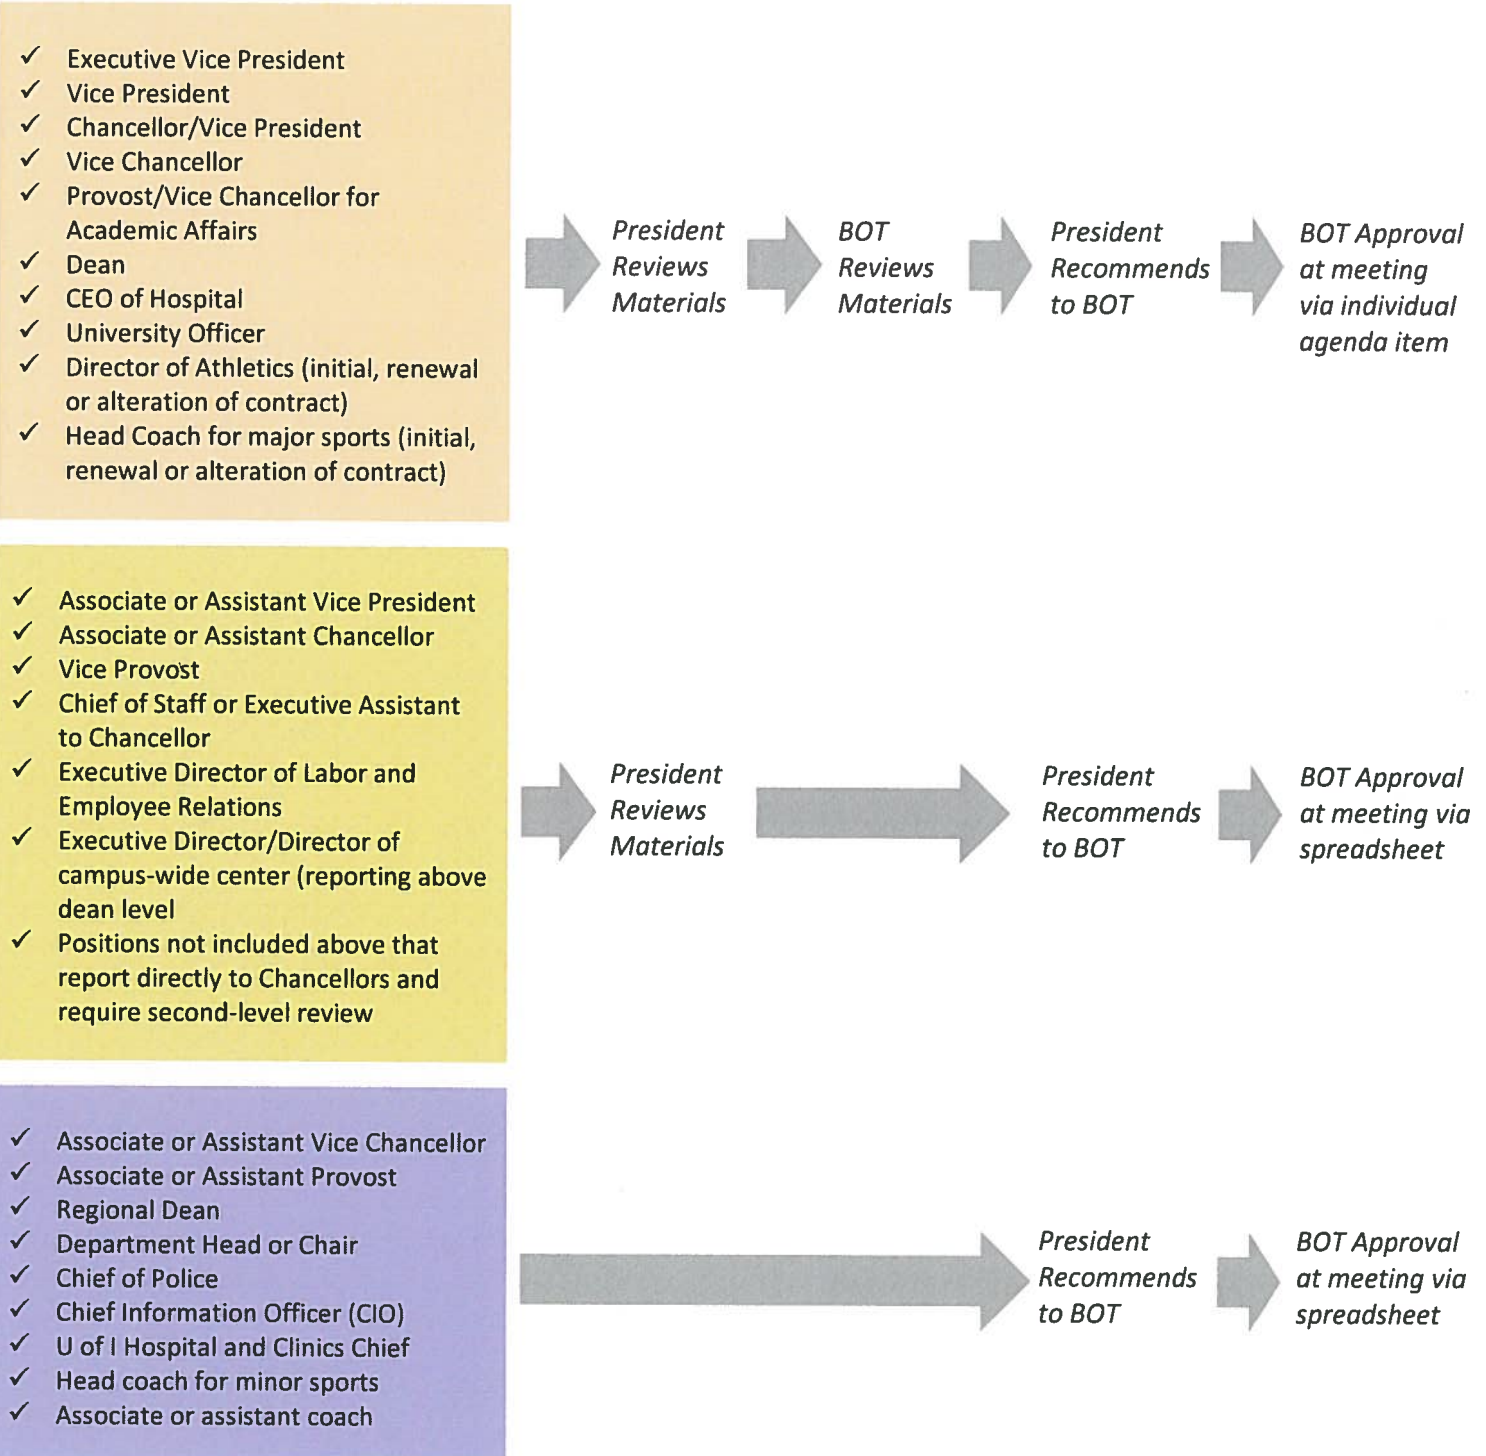 ✓ Executive Vice President
✓ Vice President
✓ Chancellor/Vice President
✓ Vice Chancellor
✓ Provost/Vice Chancellor for
Academic Affairs
✓ Dean
✓ CEO of Hospital
✓ University Officer
✓ Director of Athletics (initial, renewal
or alteration of contract)
✓ Head Coach for major sports (initial,
renewal or alteration of contract)
President
Reviews
Materials
BOT
Reviews
Materials
President
Recommends
to BOT
BOT Approval
at meeting
via individual
agenda item
✓ Associate or Assistant Vice President
✓ Associate or Assistant Chancellor
✓ Vice Provost
✓ Chief of Staff or Executive Assistant
to Chancellor
✓ Executive Director of Labor and
Employee Relations
✓ Executive Director/Director of
campus-wide center (reporting above
dean level
✓ Positions not included above that
report directly to Chancellors and
require second-level review
President
Reviews
Materials
President
Recommends
to BOT
BOT Approval
at meeting via
spreadsheet
✓ Associate or Assistant Vice Chancellor
✓ Associate or Assistant Provost
✓ Regional Dean
✓ Department Head or Chair
✓ Chief of Police
✓ Chief Information Officer (CIO)
✓ U of I Hospital and Clinics Chief
✓ Head coach for minor sports
✓ Associate or assistant coach
President
Recommends
to BOT
BOT Approval
at meeting via
spreadsheet